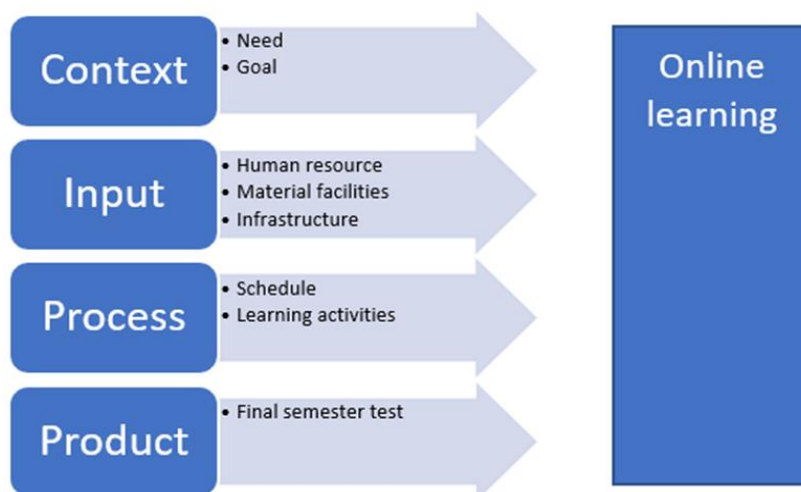 Context
• Need
• Goal
Input
• Human resource
• Material facilities
• Infrastructure
Process
• Schedule
• Learning activities
Product
• Final semester test
Online
learning